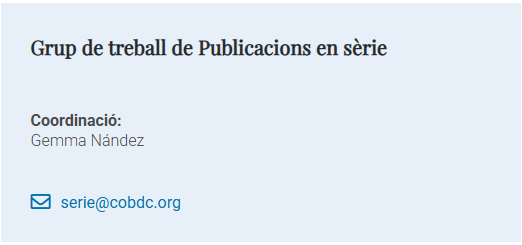 Grup de treball de Publicacions en sèrie
Coordinació:
Gemma Nández
serie@cobdc.org